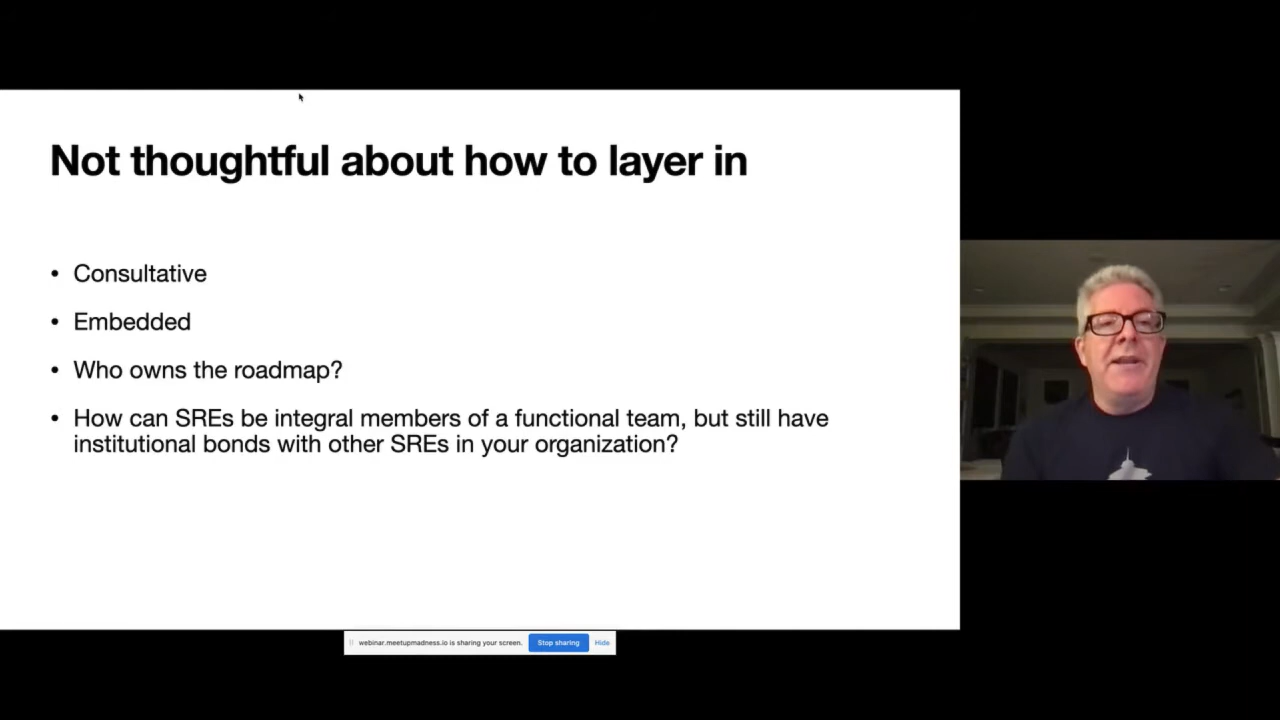 Not thoughtful about how to layer in
• Consultative
• Embedded
• Who owns the roadmap?
• How can SREs be integral members of a functional team, but still have
institutional bonds with other SREs in your organization?
webinar.meetupmadness.io is sharing your screen. Stop sharing Hide